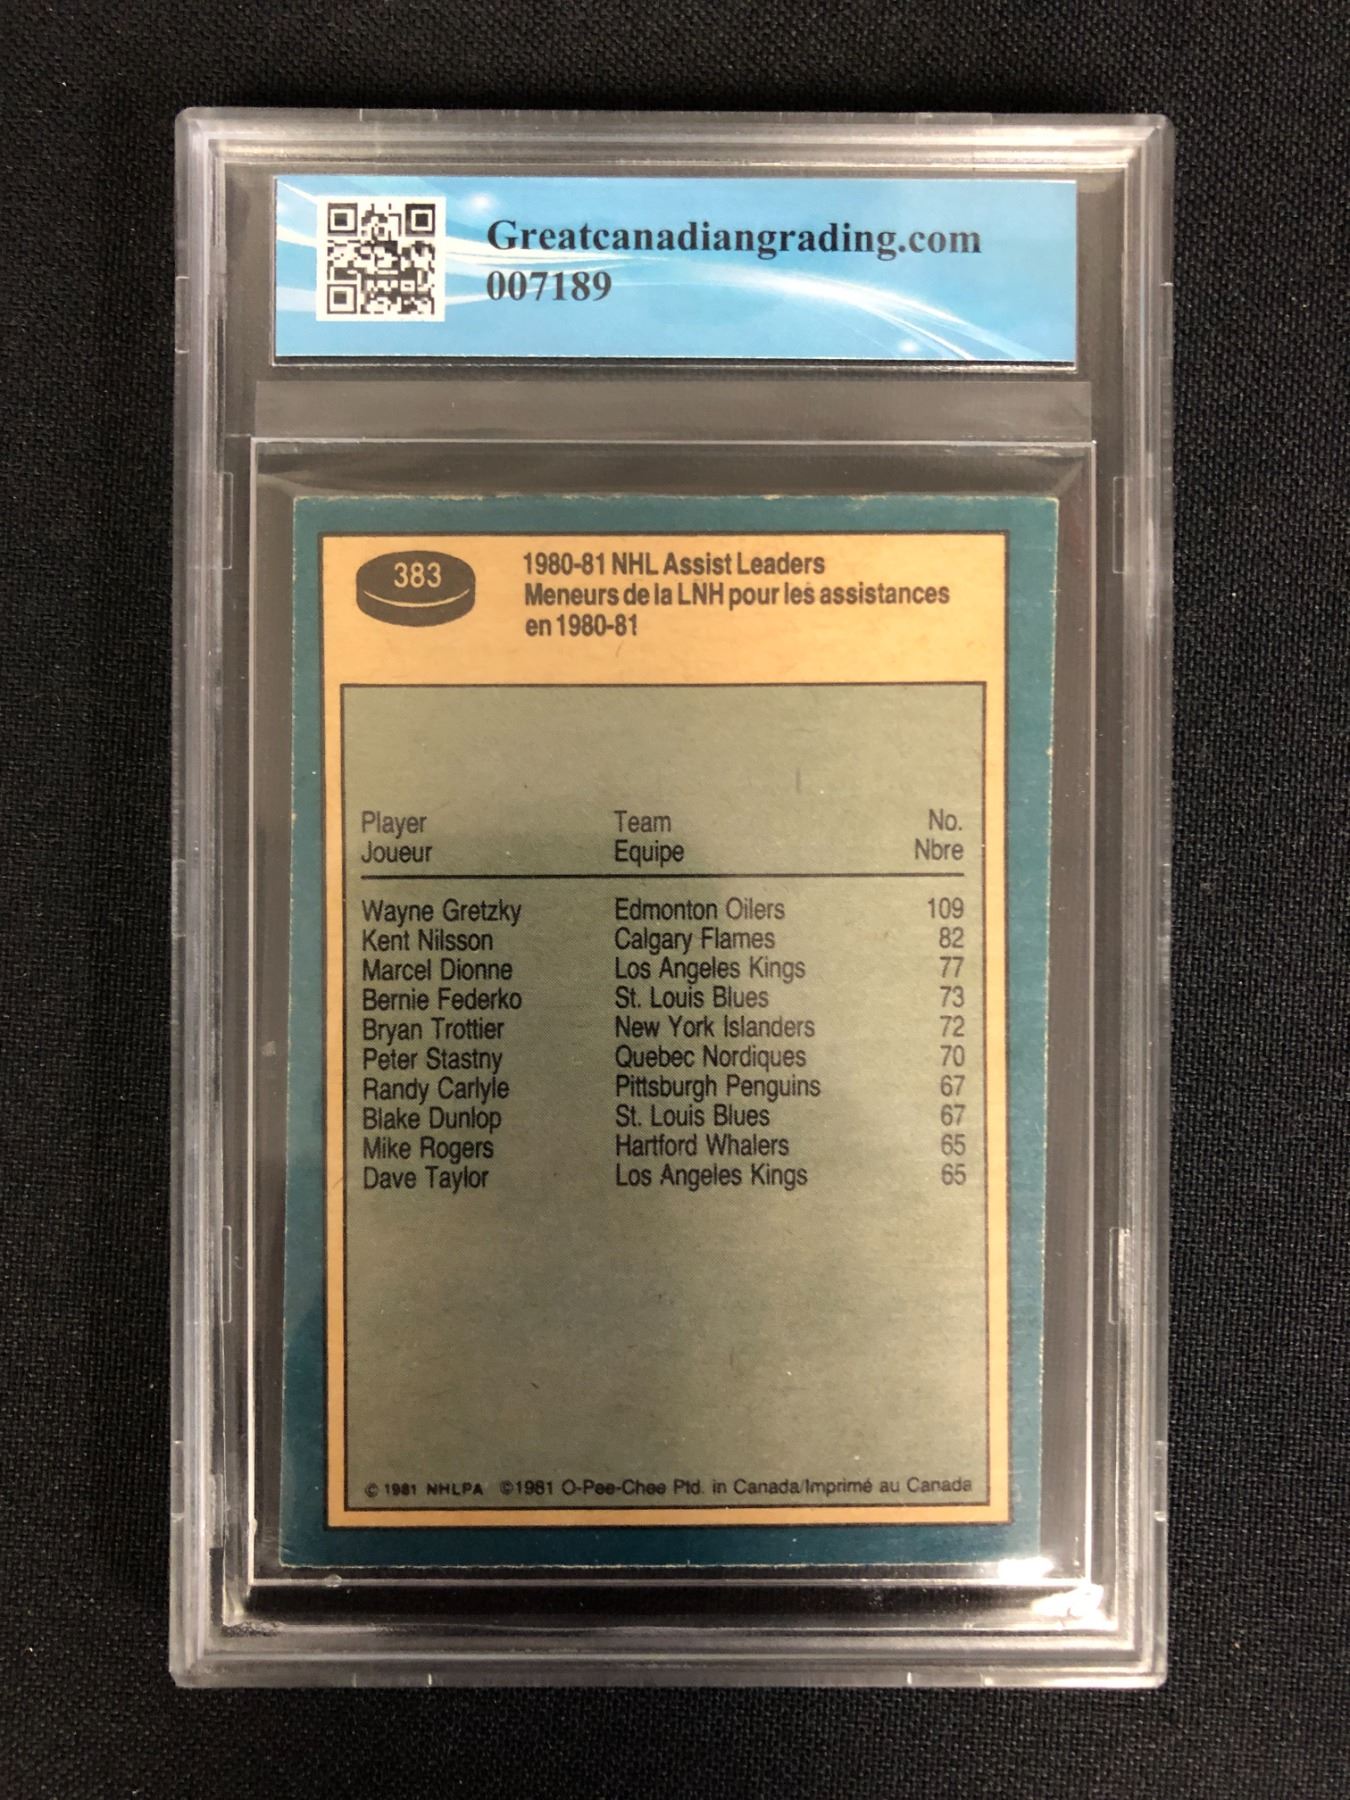 Greatcanadiangrading.com
007189
383
1980-81 NHL Assist Leaders
Meneurs de la LNH pour les assistances
en 1980-81
Player Team No.
Joueur Equipe Nbre
Wayne Gretzky Edmonton Oilers 109
Kent Nilsson Calgary Flames 82
Marcel Dionne Los Angeles Kings 77
Bernie Federko St. Louis Blues 73
Bryan Trottier New York Islanders 72
Peter Stastny Quebec Nordiques 70
Randy Carlyle Pittsburgh Penguins 67
Blake Dunlop St. Louis Blues 67
Mike Rogers Hartford Whalers 65
Dave Taylor Los Angeles Kings 65
© 1981 NHLPA ©1981 O-Pee-Chee Ptd. in Canada/Imprimé au Canada